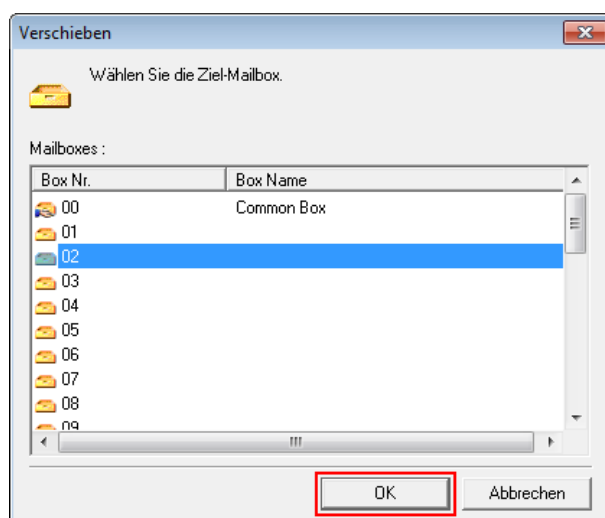 Verschieben
Wählen Sie die Ziel-Mailbox.
Mailboxes :
Box Nr. Box Name
00 Common Box
01
02
03
04
05
06
07
08
09
OK Abbrechen